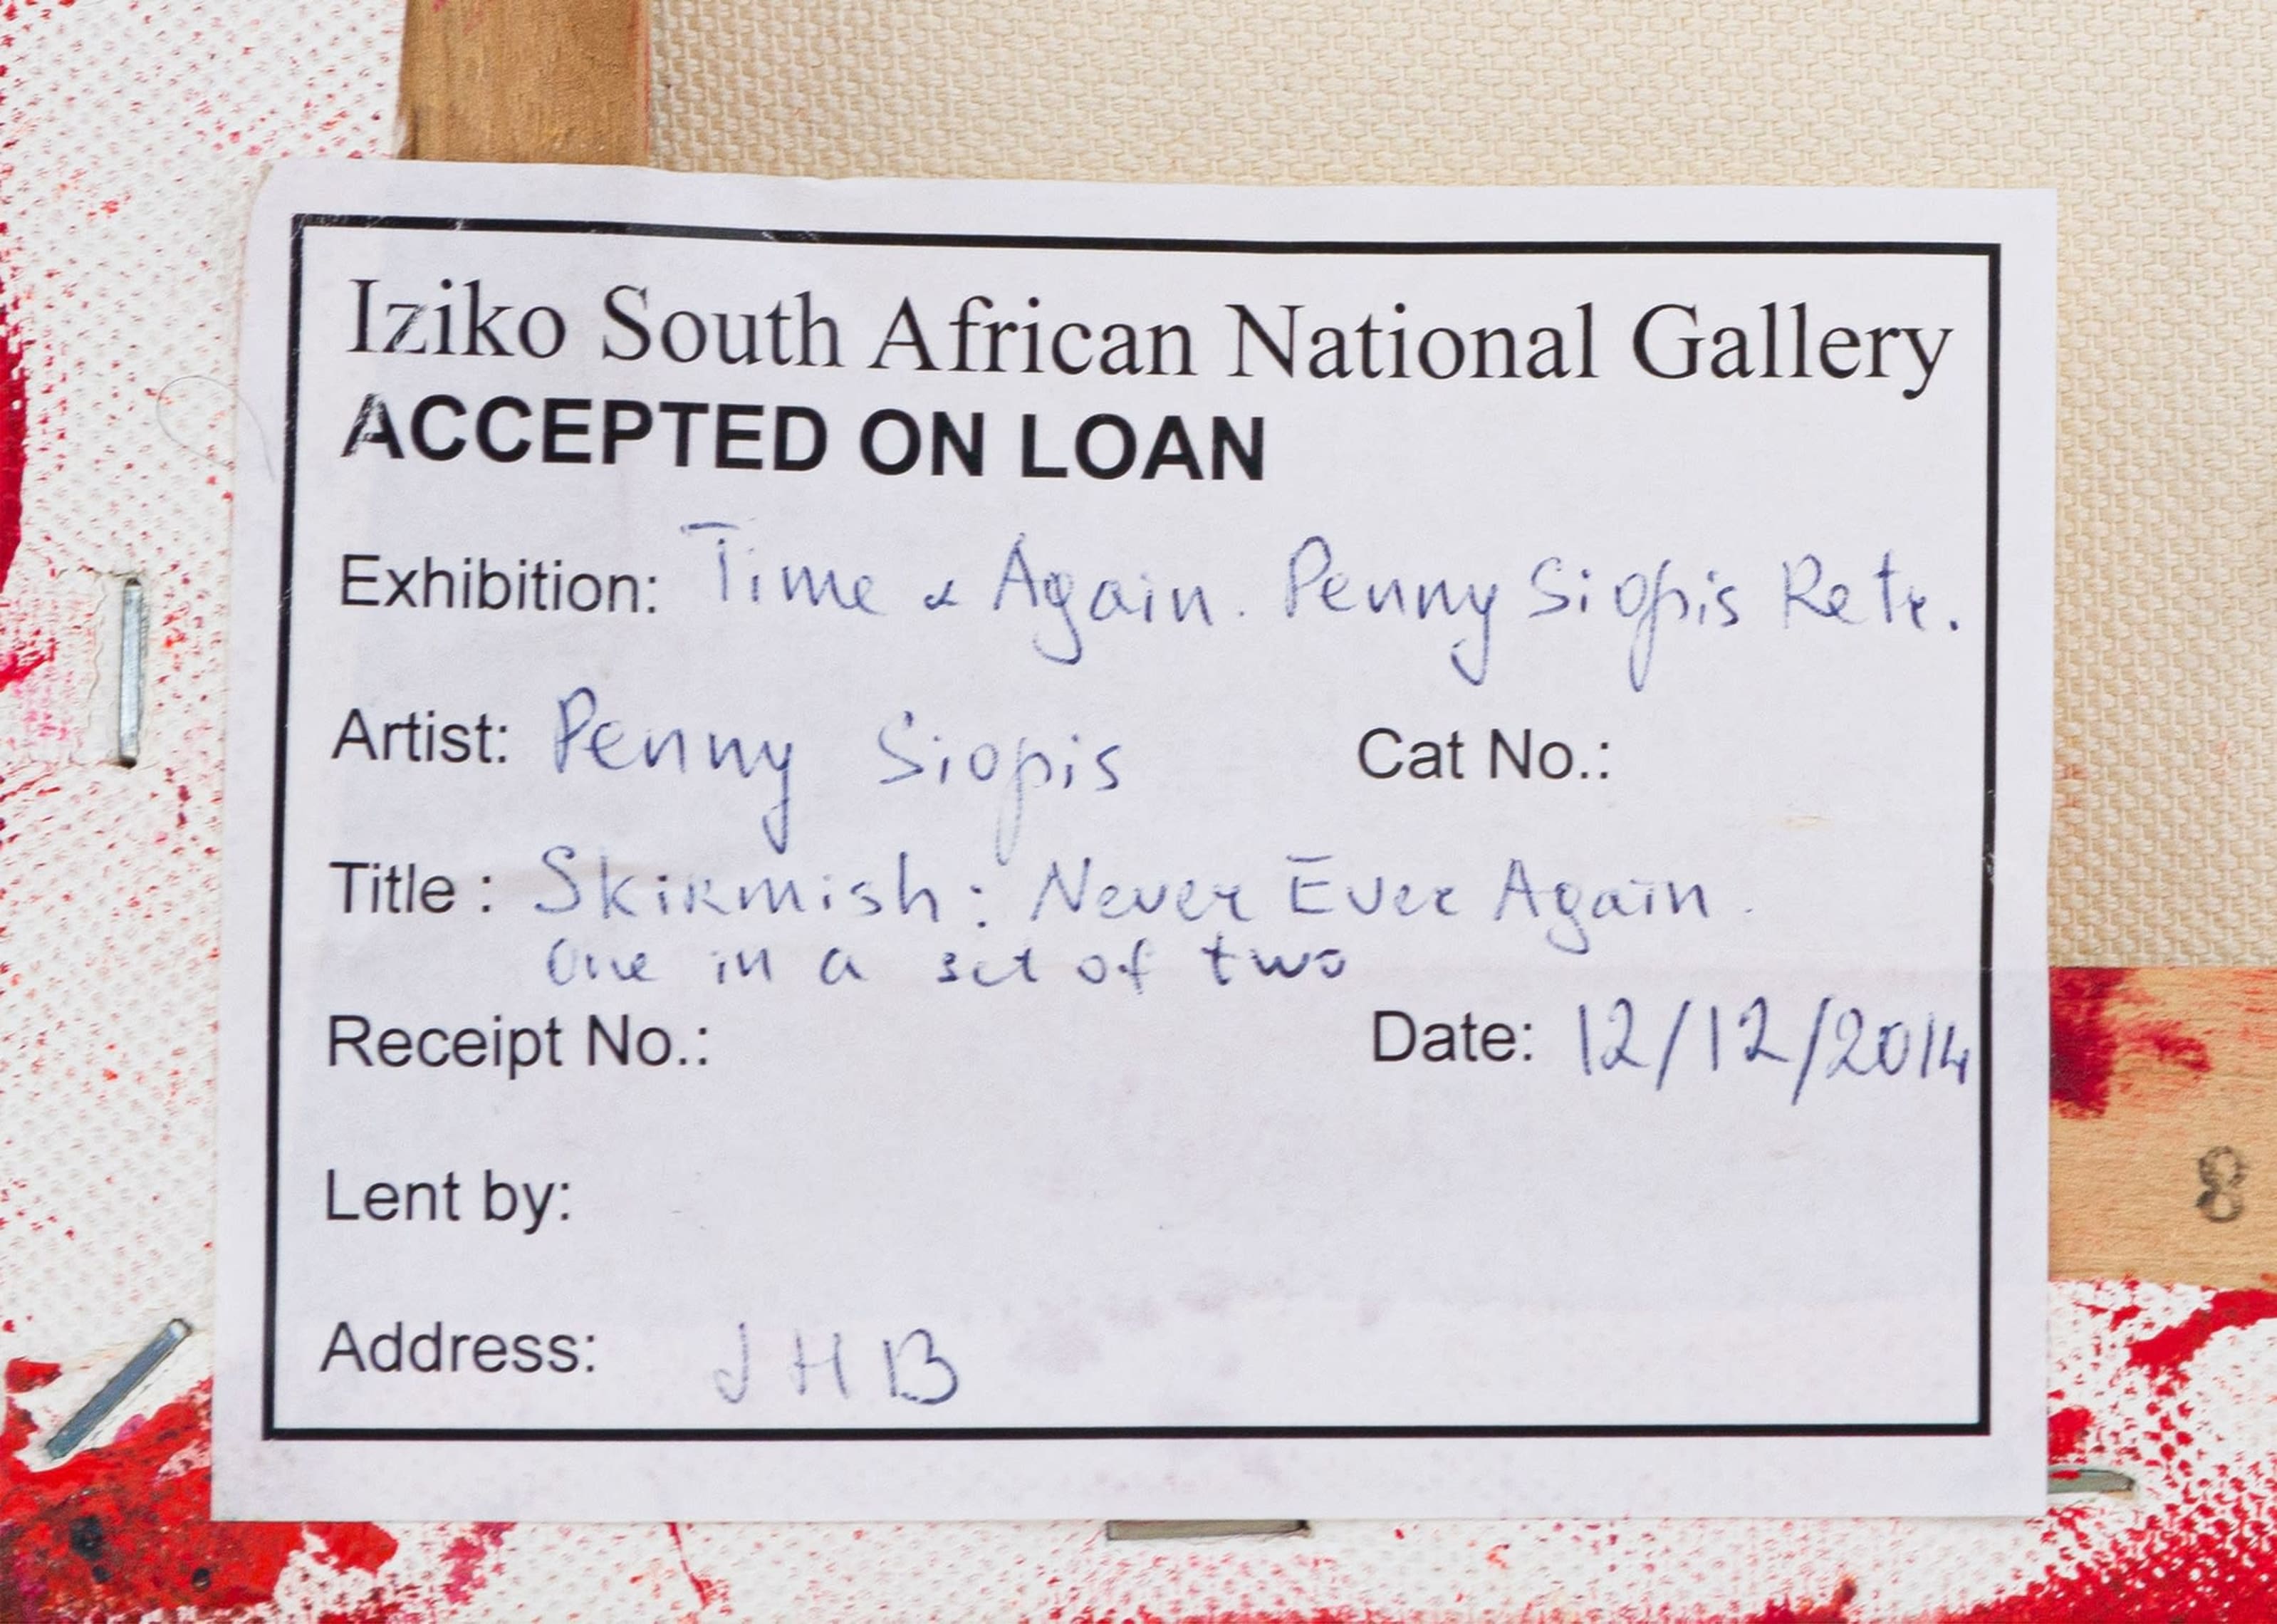 Iziko South African National Gallery
ACCEPTED ON LOAN
Exhibition: Time & Again. Penny Siopis Retr.
Artist: Penny Siopis Cat No.:
Title : Skirmish: Never Ever Again.
One in a set of two
Receipt No.: Date: 12/12/2014
8
Lent by:
Address: JHB